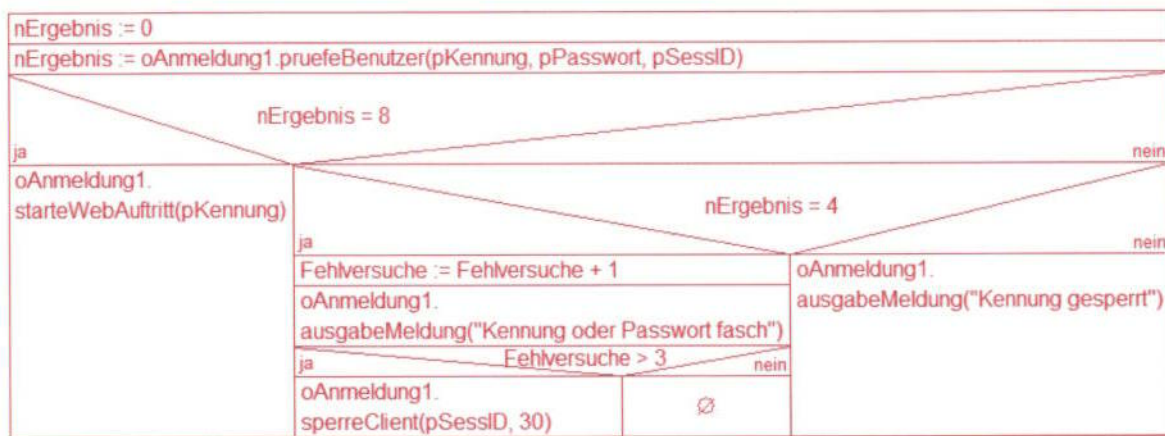 nErgebnis := 0
nErgebnis := oAnmeldung1.pruefeBenutzer(pKennung, pPasswort, pSessID)
nErgebnis = 8
ja
nein
oAnmeldung1.
starteWebAuftritt(pKennung)
nErgebnis = 4
ja
nein
Fehlversuche := Fehlversuche + 1
oAnmeldung1.
ausgabeMeldung("Kennung oder Passwort fasch")
Fehlversuche > 3
ja
nein
oAnmeldung1.
sperreClient(pSessID, 30)
∅
oAnmeldung1.
ausgabeMeldung("Kennung gesperrt")